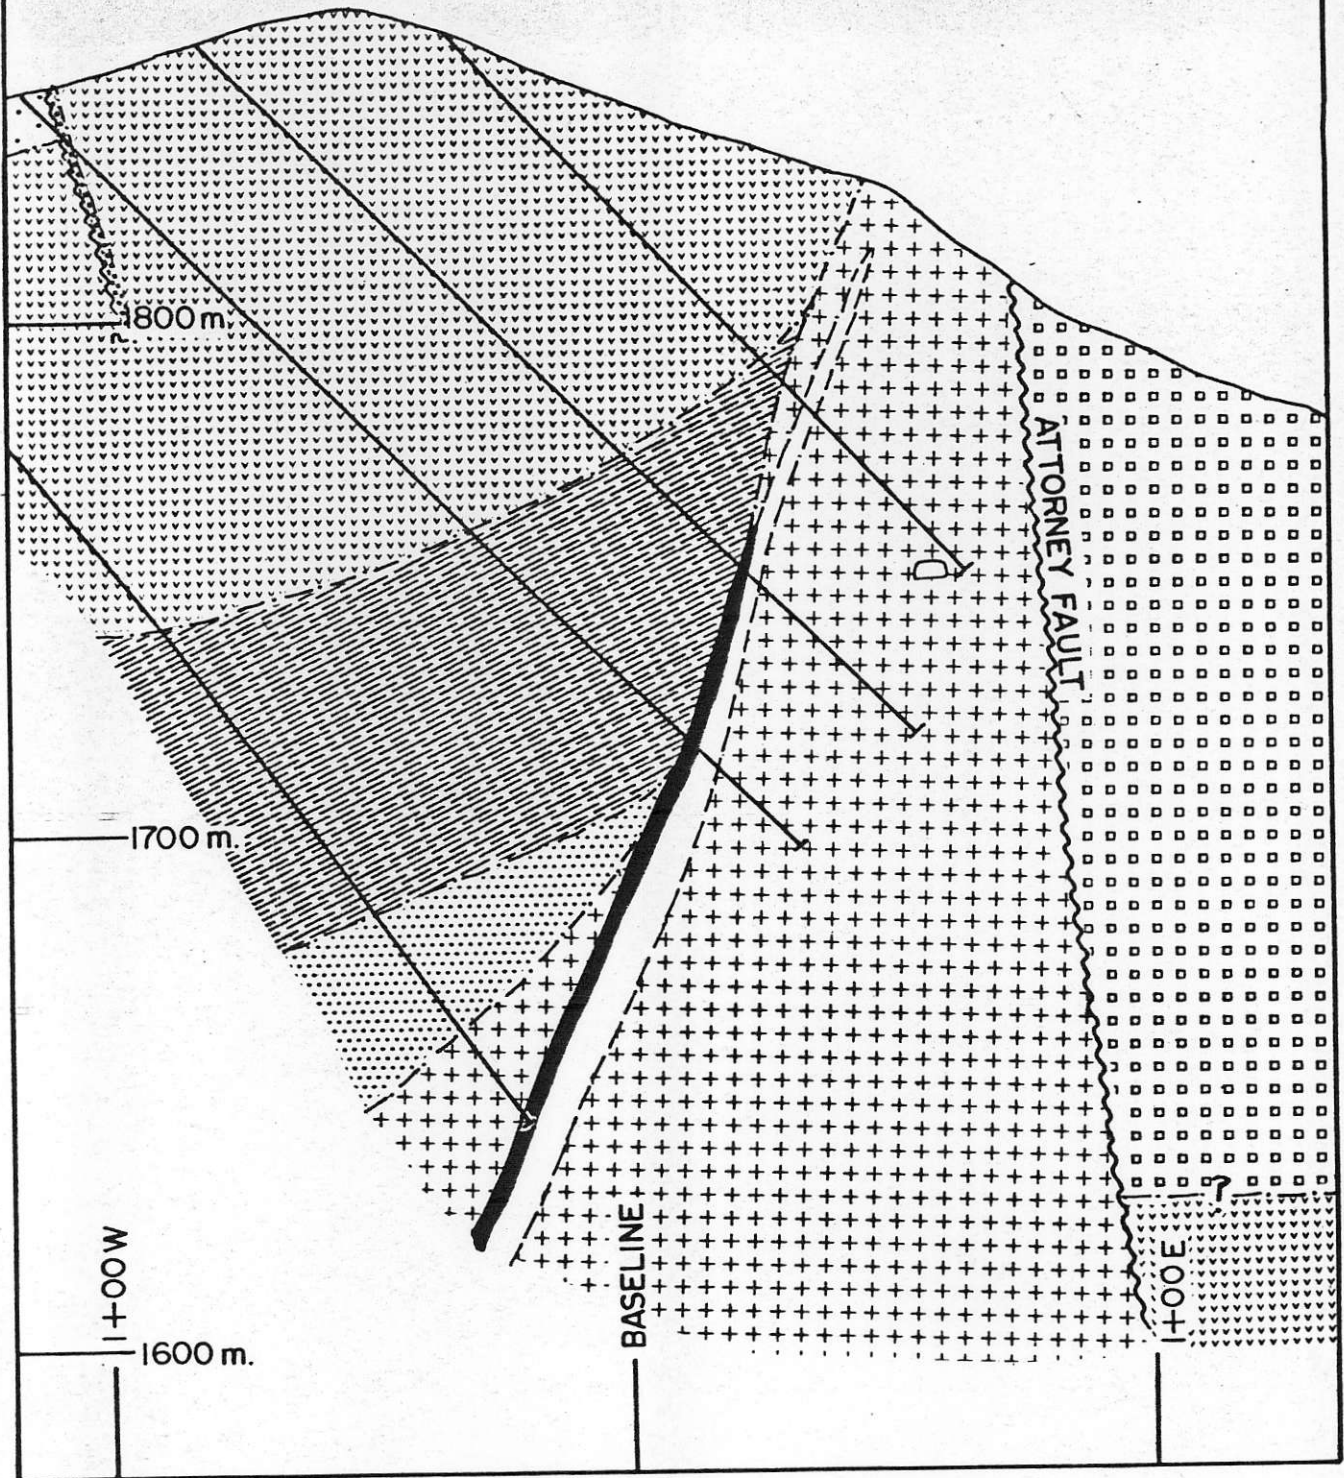 1800 m.
ATTORNEY FAULT
D
1700 m.
?
1+00W
BASELINE
1+00E
1600 m.